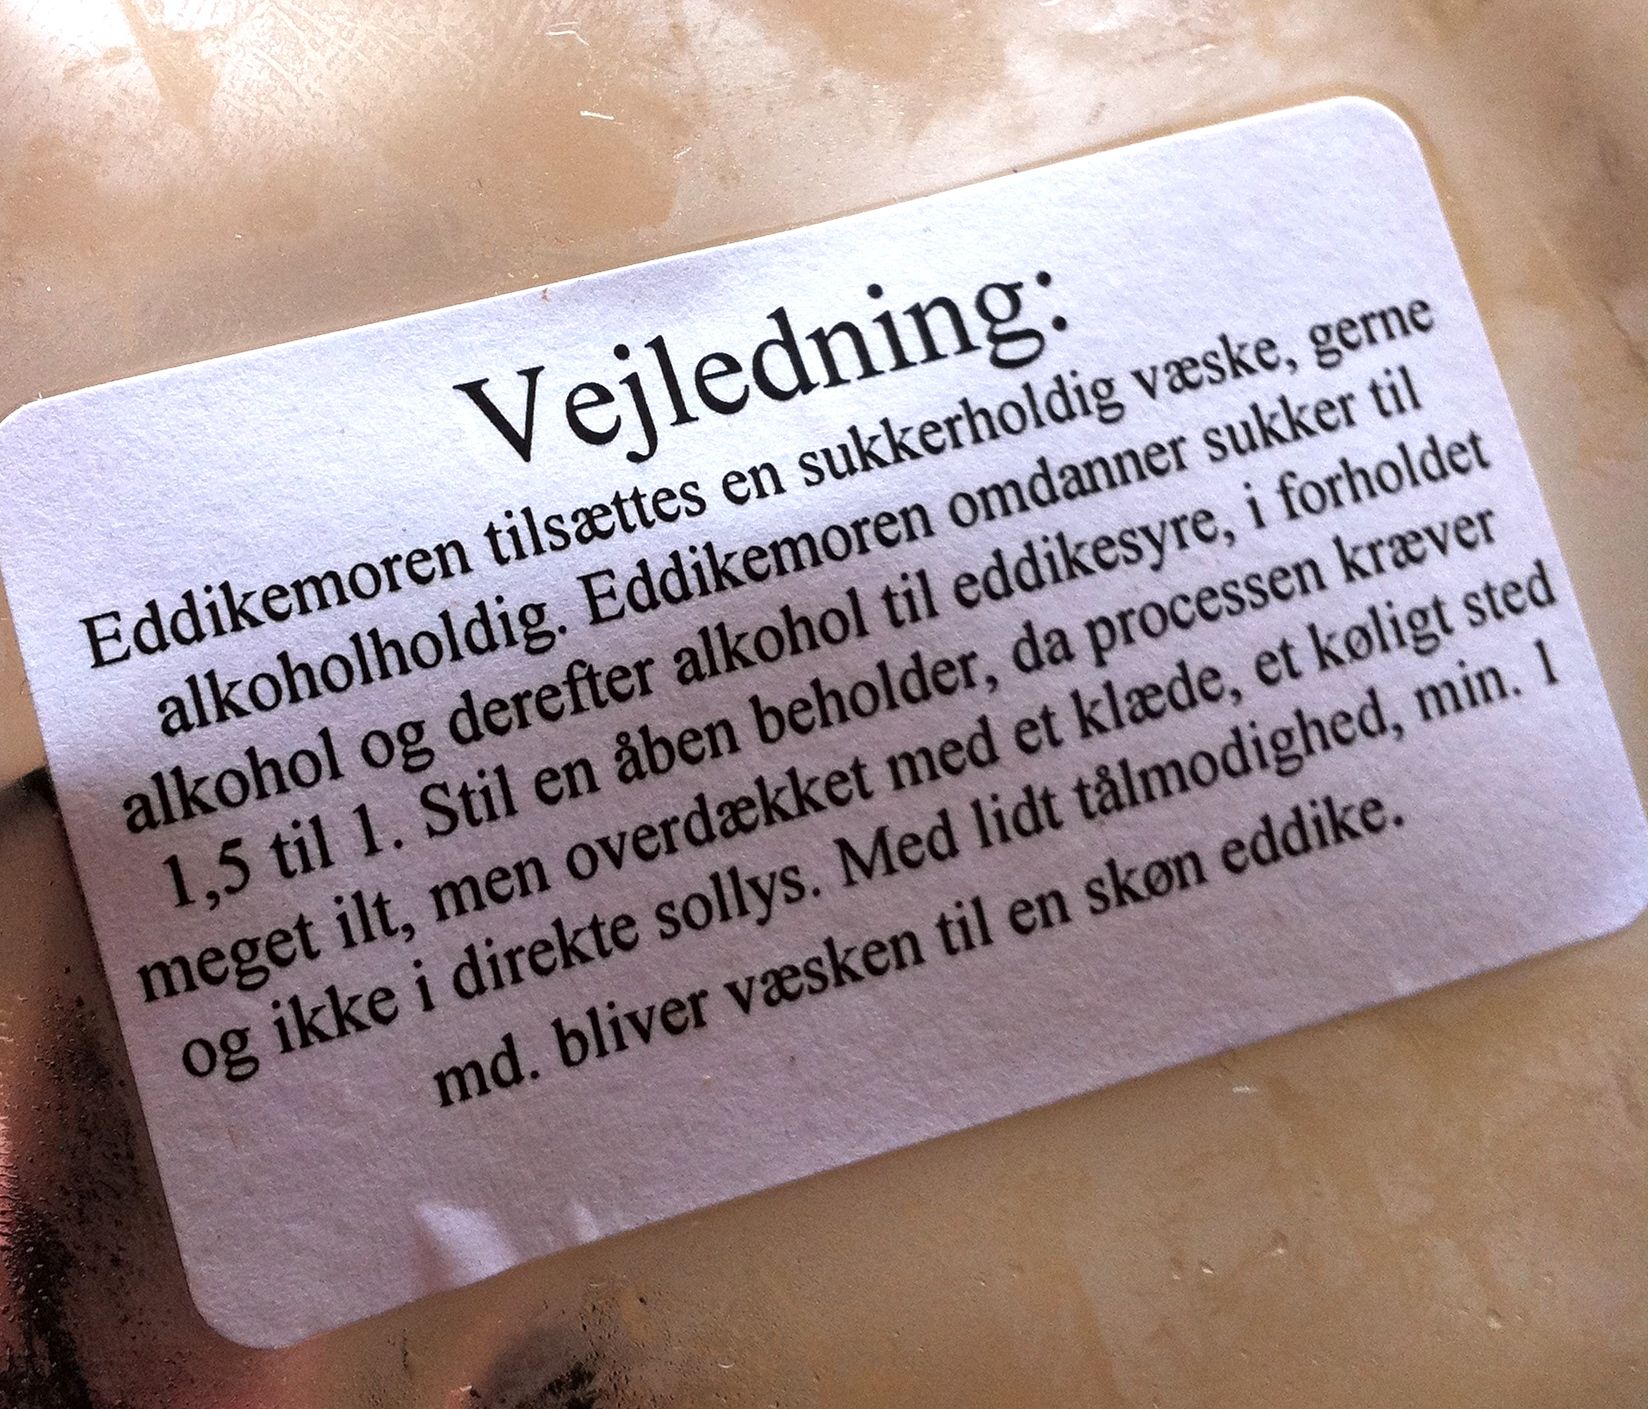 Vejledning:
Eddikemoren tilsættes en sukkerholdig væske, gerne
alkoholholdig. Eddikemoren omdanner sukker til
alkohol og derefter alkohol til eddikesyre, i forholdet
1,5 til 1. Stil en åben beholder, da processen kræver
meget ilt, men overdækket med et klæde, et køligt sted
og ikke i direkte sollys. Med lidt tålmodighed, min. 1
md. bliver væsken til en skøn eddike.